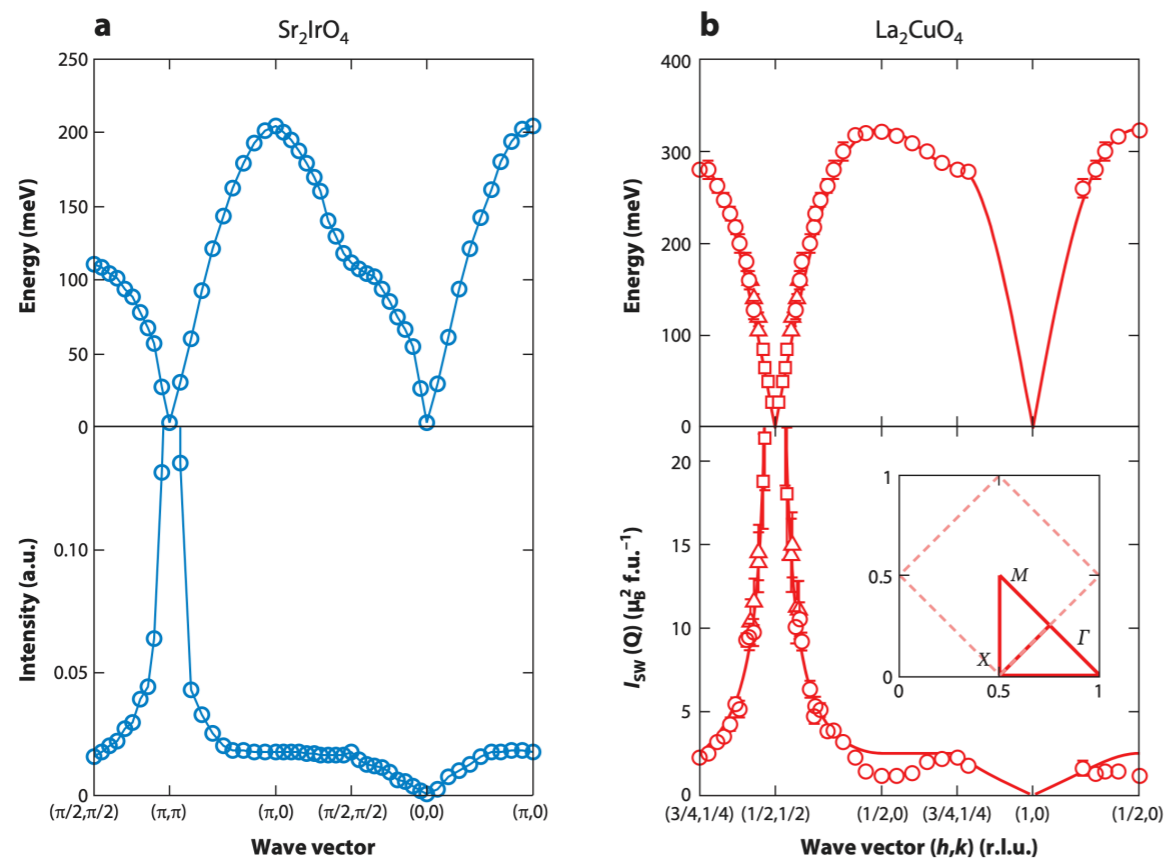 a
Sr₂IrO₄
250
200
150
100
50
0
Energy (meV)
0.10
0.05
0
Intensity (a.u.)
(π/2,π/2)
(π,π)
(π,0)
(π/2,π/2)
(0,0)
(π,0)
Wave vector
b
La₂CuO₄
400
300
200
100
0
Energy (meV)
20
15
10
5
0
I_SW (Q) (μ_B² f.u.⁻¹)
1
0.5
0
0
0.5
1
M
X
Γ
(3/4,1/4)
(1/2,1/2)
(1/2,0)
(3/4,1/4)
(1,0)
(1/2,0)
Wave vector (h,k) (r.l.u.)